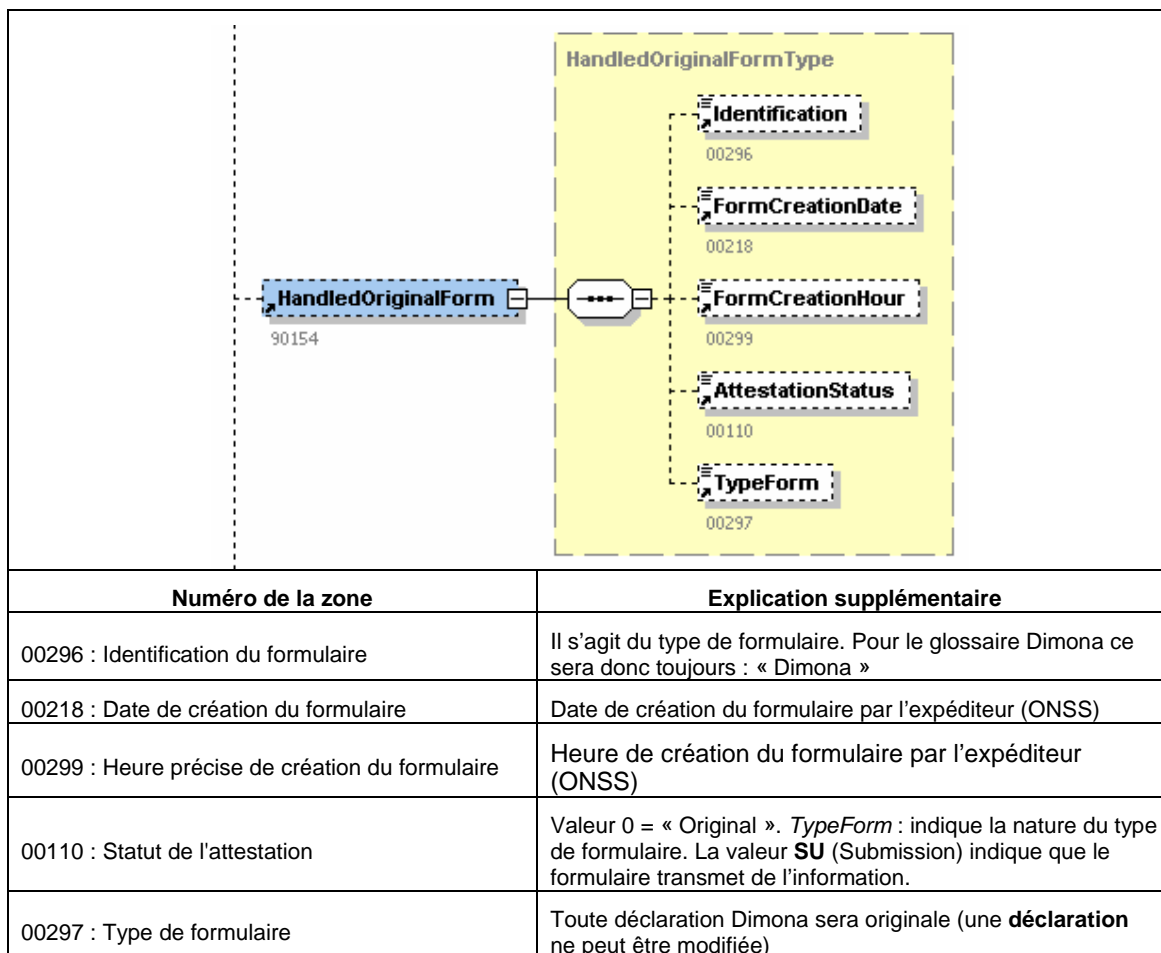 HandledOriginalFormType
Identification
00296
FormCreationDate
00218
HandledOriginalForm
90154
FormCreationHour
00299
AttestationStatus
00110
TypeForm
00297
Numéro de la zone
Explication supplémentaire
00296 : Identification du formulaire
Il s’agit du type de formulaire. Pour le glossaire Dimona ce
sera donc toujours : « Dimona »
00218 : Date de création du formulaire
Date de création du formulaire par l’expéditeur (ONSS)
00299 : Heure précise de création du formulaire
Heure de création du formulaire par l’expéditeur
(ONSS)
00110 : Statut de l'attestation
Valeur 0 = « Original ». TypeForm : indique la nature du type
de formulaire. La valeur SU (Submission) indique que le
formulaire transmet de l’information.
00297 : Type de formulaire
Toute déclaration Dimona sera originale (une déclaration
ne peut être modifiée)